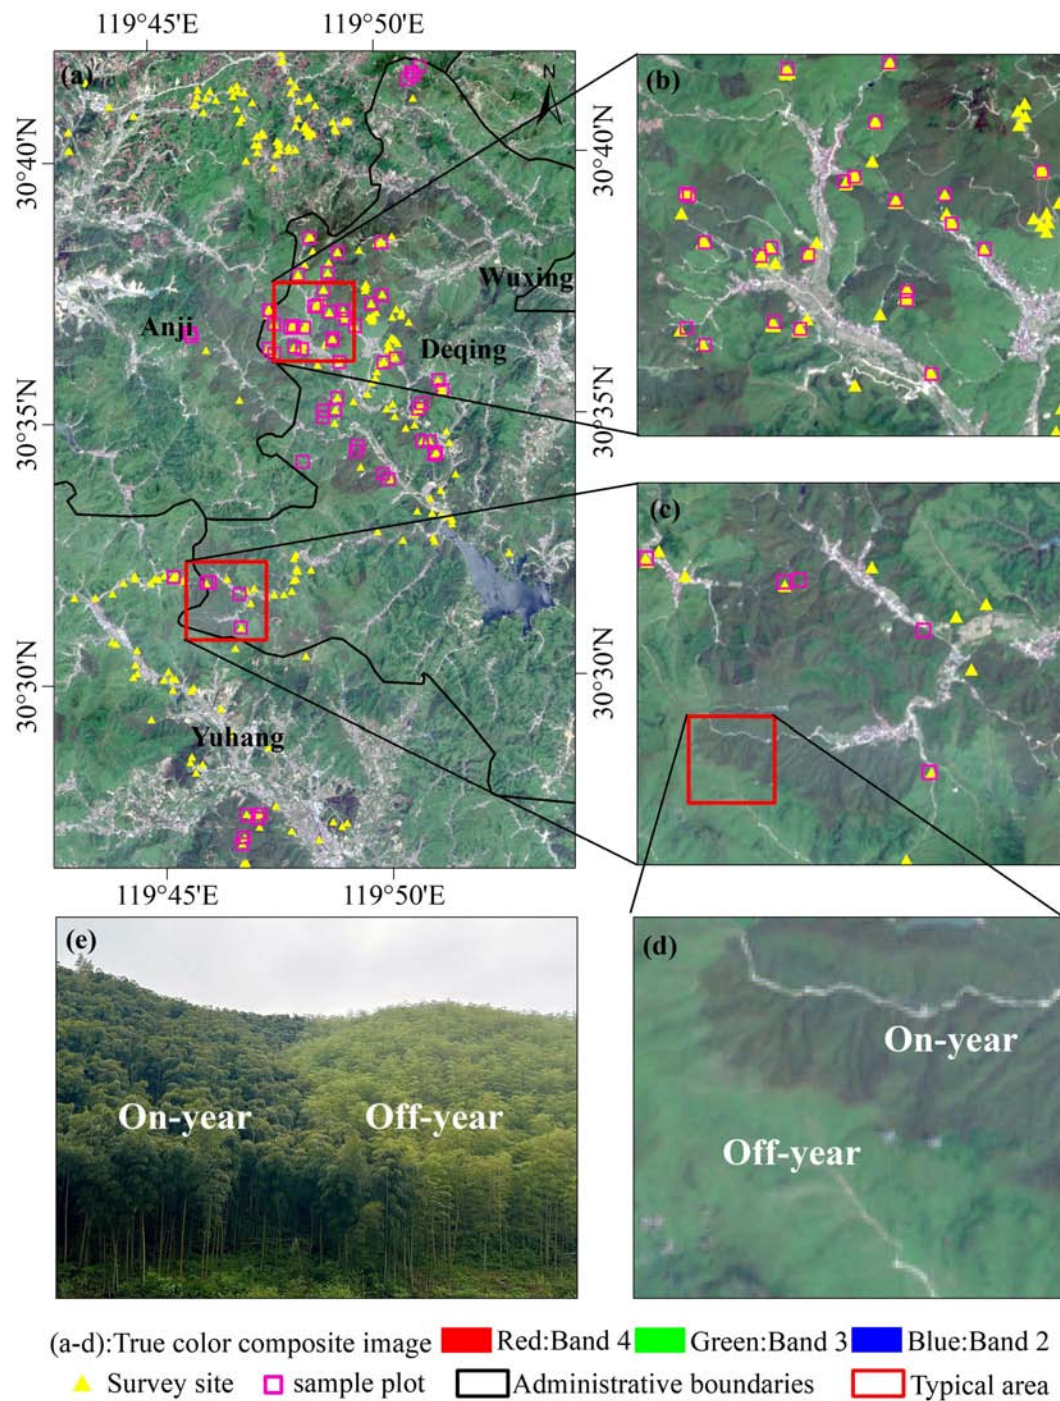 119°45'E 119°50'E
(a)
N
(b)
30°40'N
30°40'N
Wuxing
Anji
Deqing
30°35'N
30°35'N
(c)
30°30'N
30°30'N
Yuhang
119°45'E 119°50'E
(e)
(d)
On-year
On-year
Off-year
Off-year
(a-d):True color composite image Red:Band 4 Green:Band 3 Blue:Band 2
Survey site sample plot Administrative boundaries Typical area